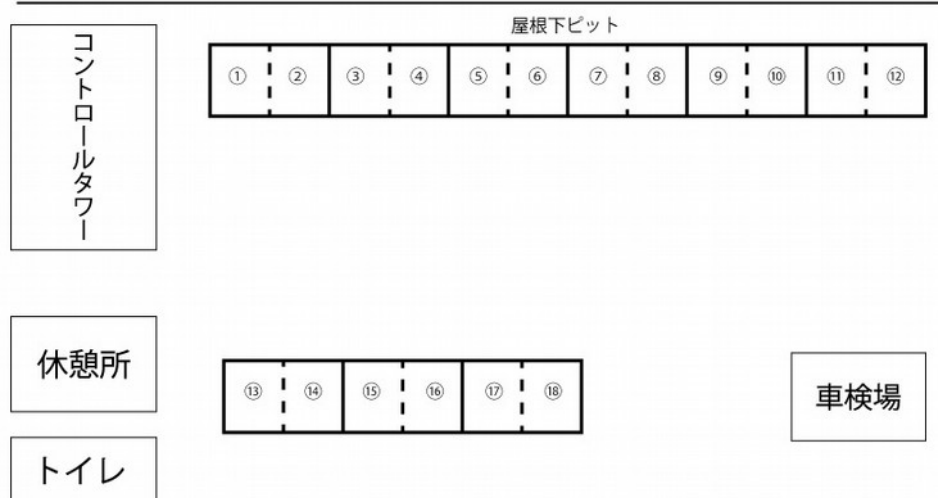 屋根下ピット
コントロールタワー
① ② ③ ④ ⑤ ⑥ ⑦ ⑧ ⑨ ⑩ ⑪ ⑫
休憩所
⑬ ⑭ ⑮ ⑯ ⑰ ⑱
車検場
トイレ